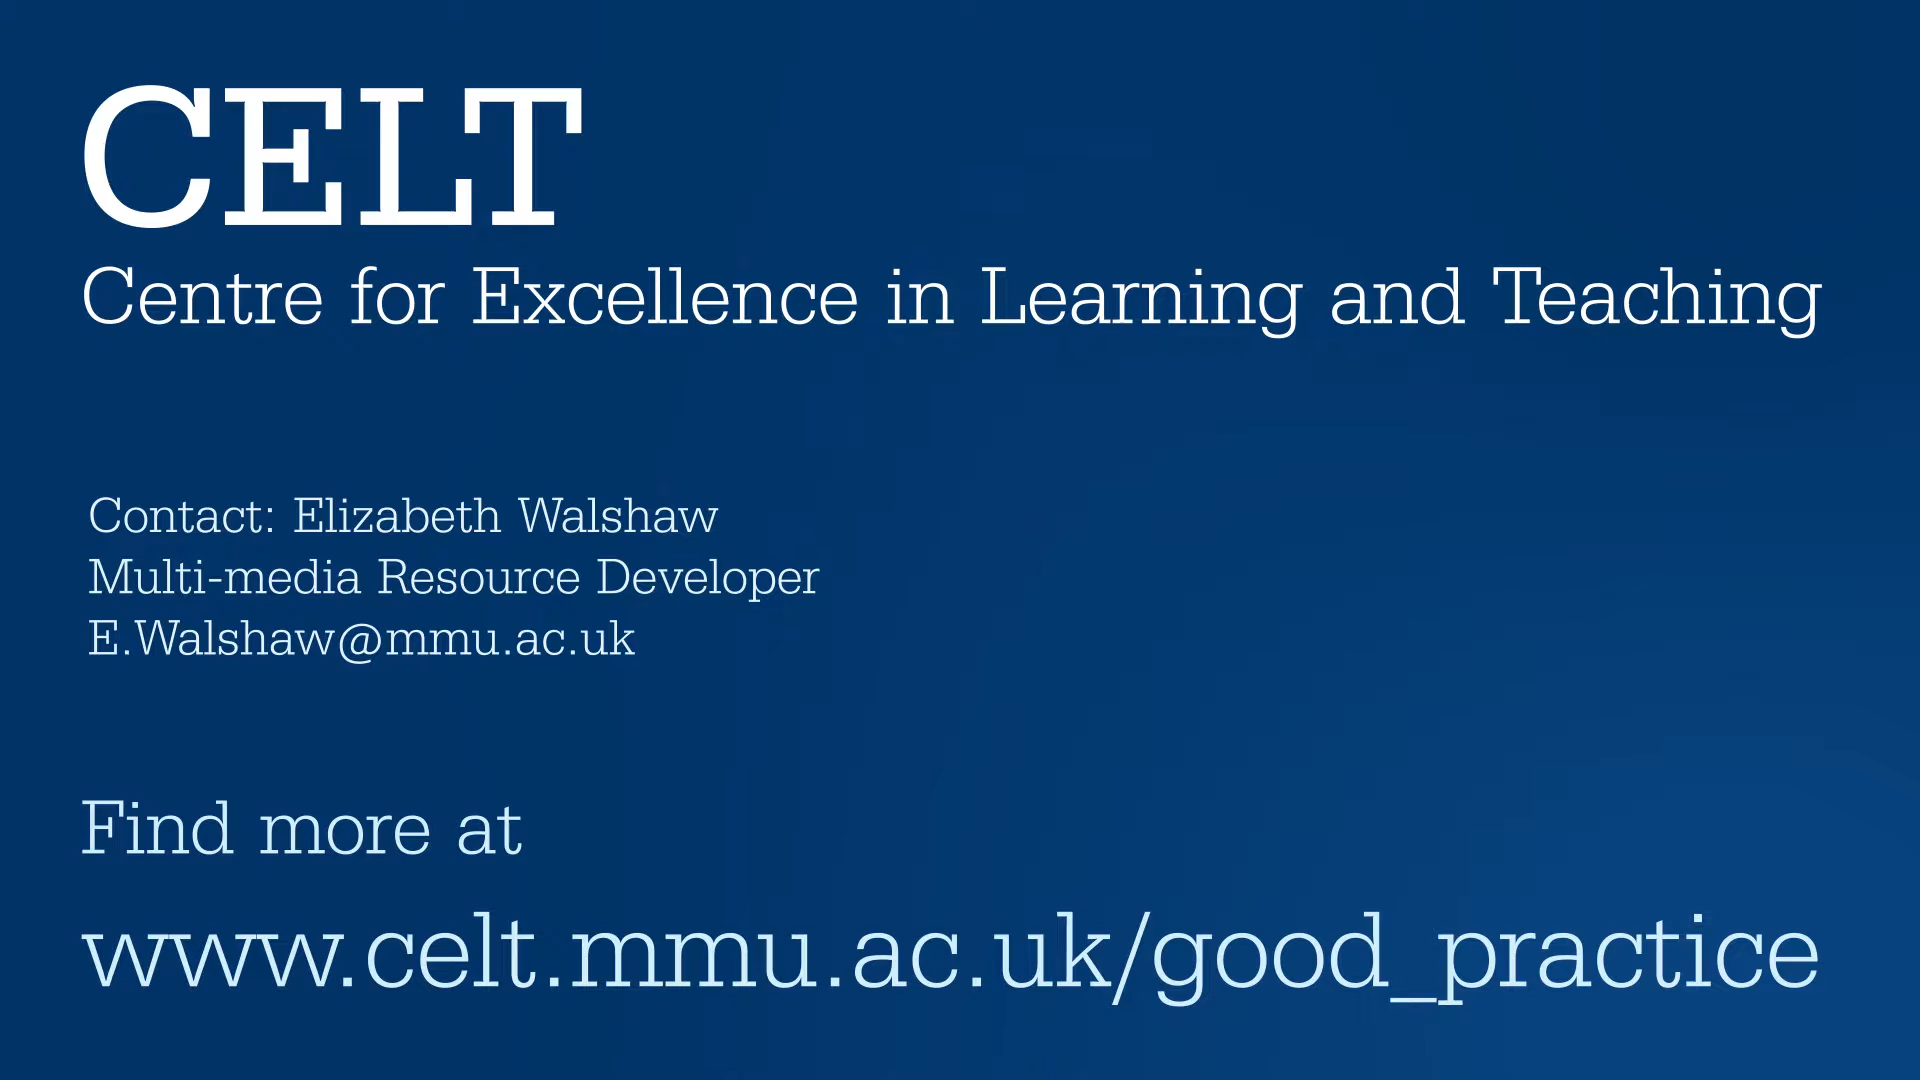 CELT
Centre for Excellence in Learning and Teaching
Contact: Elizabeth Walshaw
Multi-media Resource Developer
E.Walshaw@mmu.ac.uk
Find more at
www.celt.mmu.ac.uk/good_practice